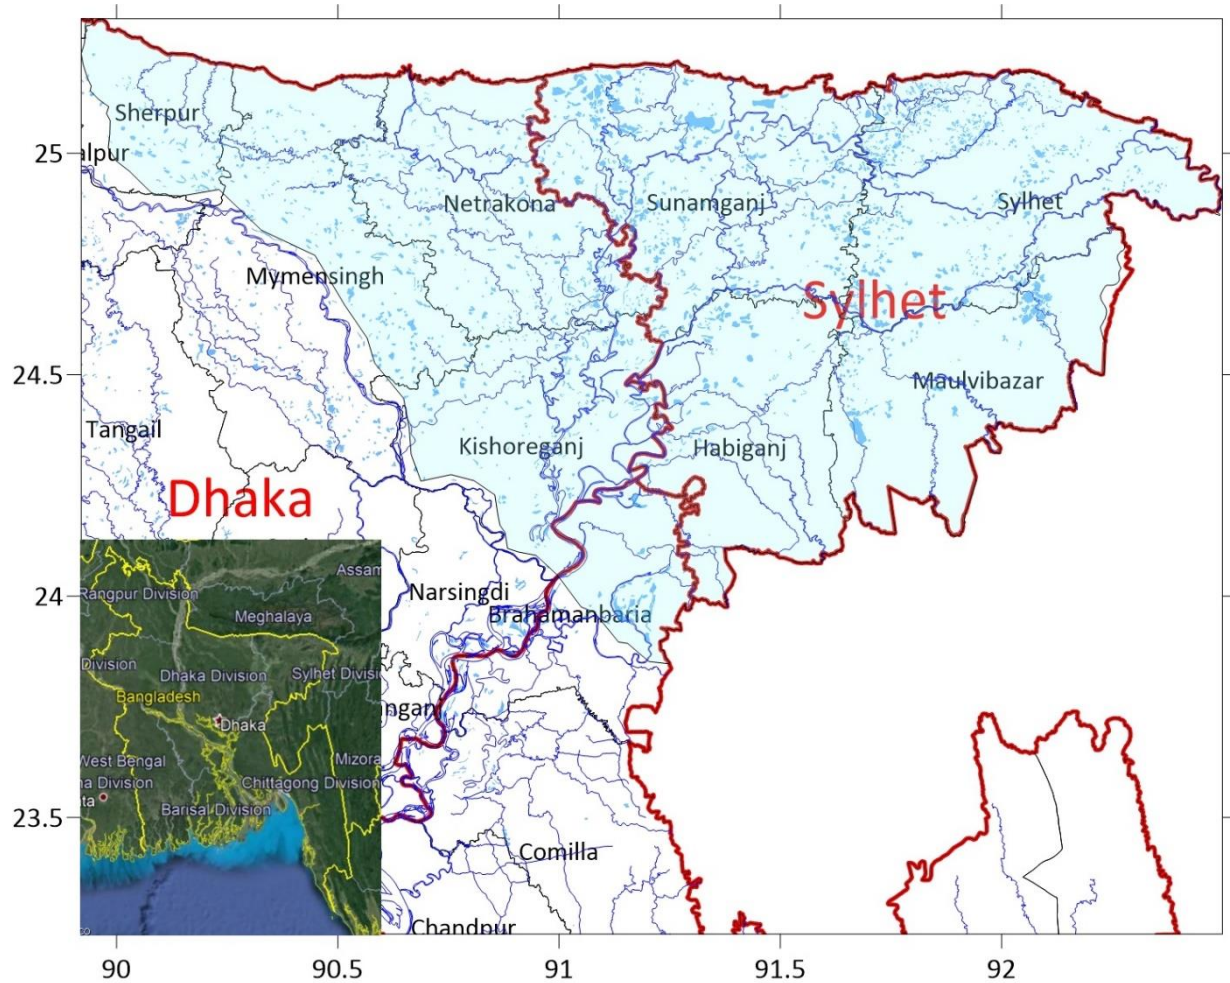 Sherpur
25
alpur
Netrakona
Sunamganj
Sylhet
Mymensingh
Sylhet
24.5
Maulvibazar
Tangail
Kishoreganj
Habiganj
Dhaka
24
Narsingdi
Brahamanbaria
Assam
Rangpur Division
Meghalaya
Division
Dhaka Division
Sylhet Divisi
Bangladesh
Dhaka
nganj
West Bengal
Mizora
na Division
Chittagong Division
ta
Barisal Division
23.5
Comilla
Chandpur
90
90.5
91
91.5
92